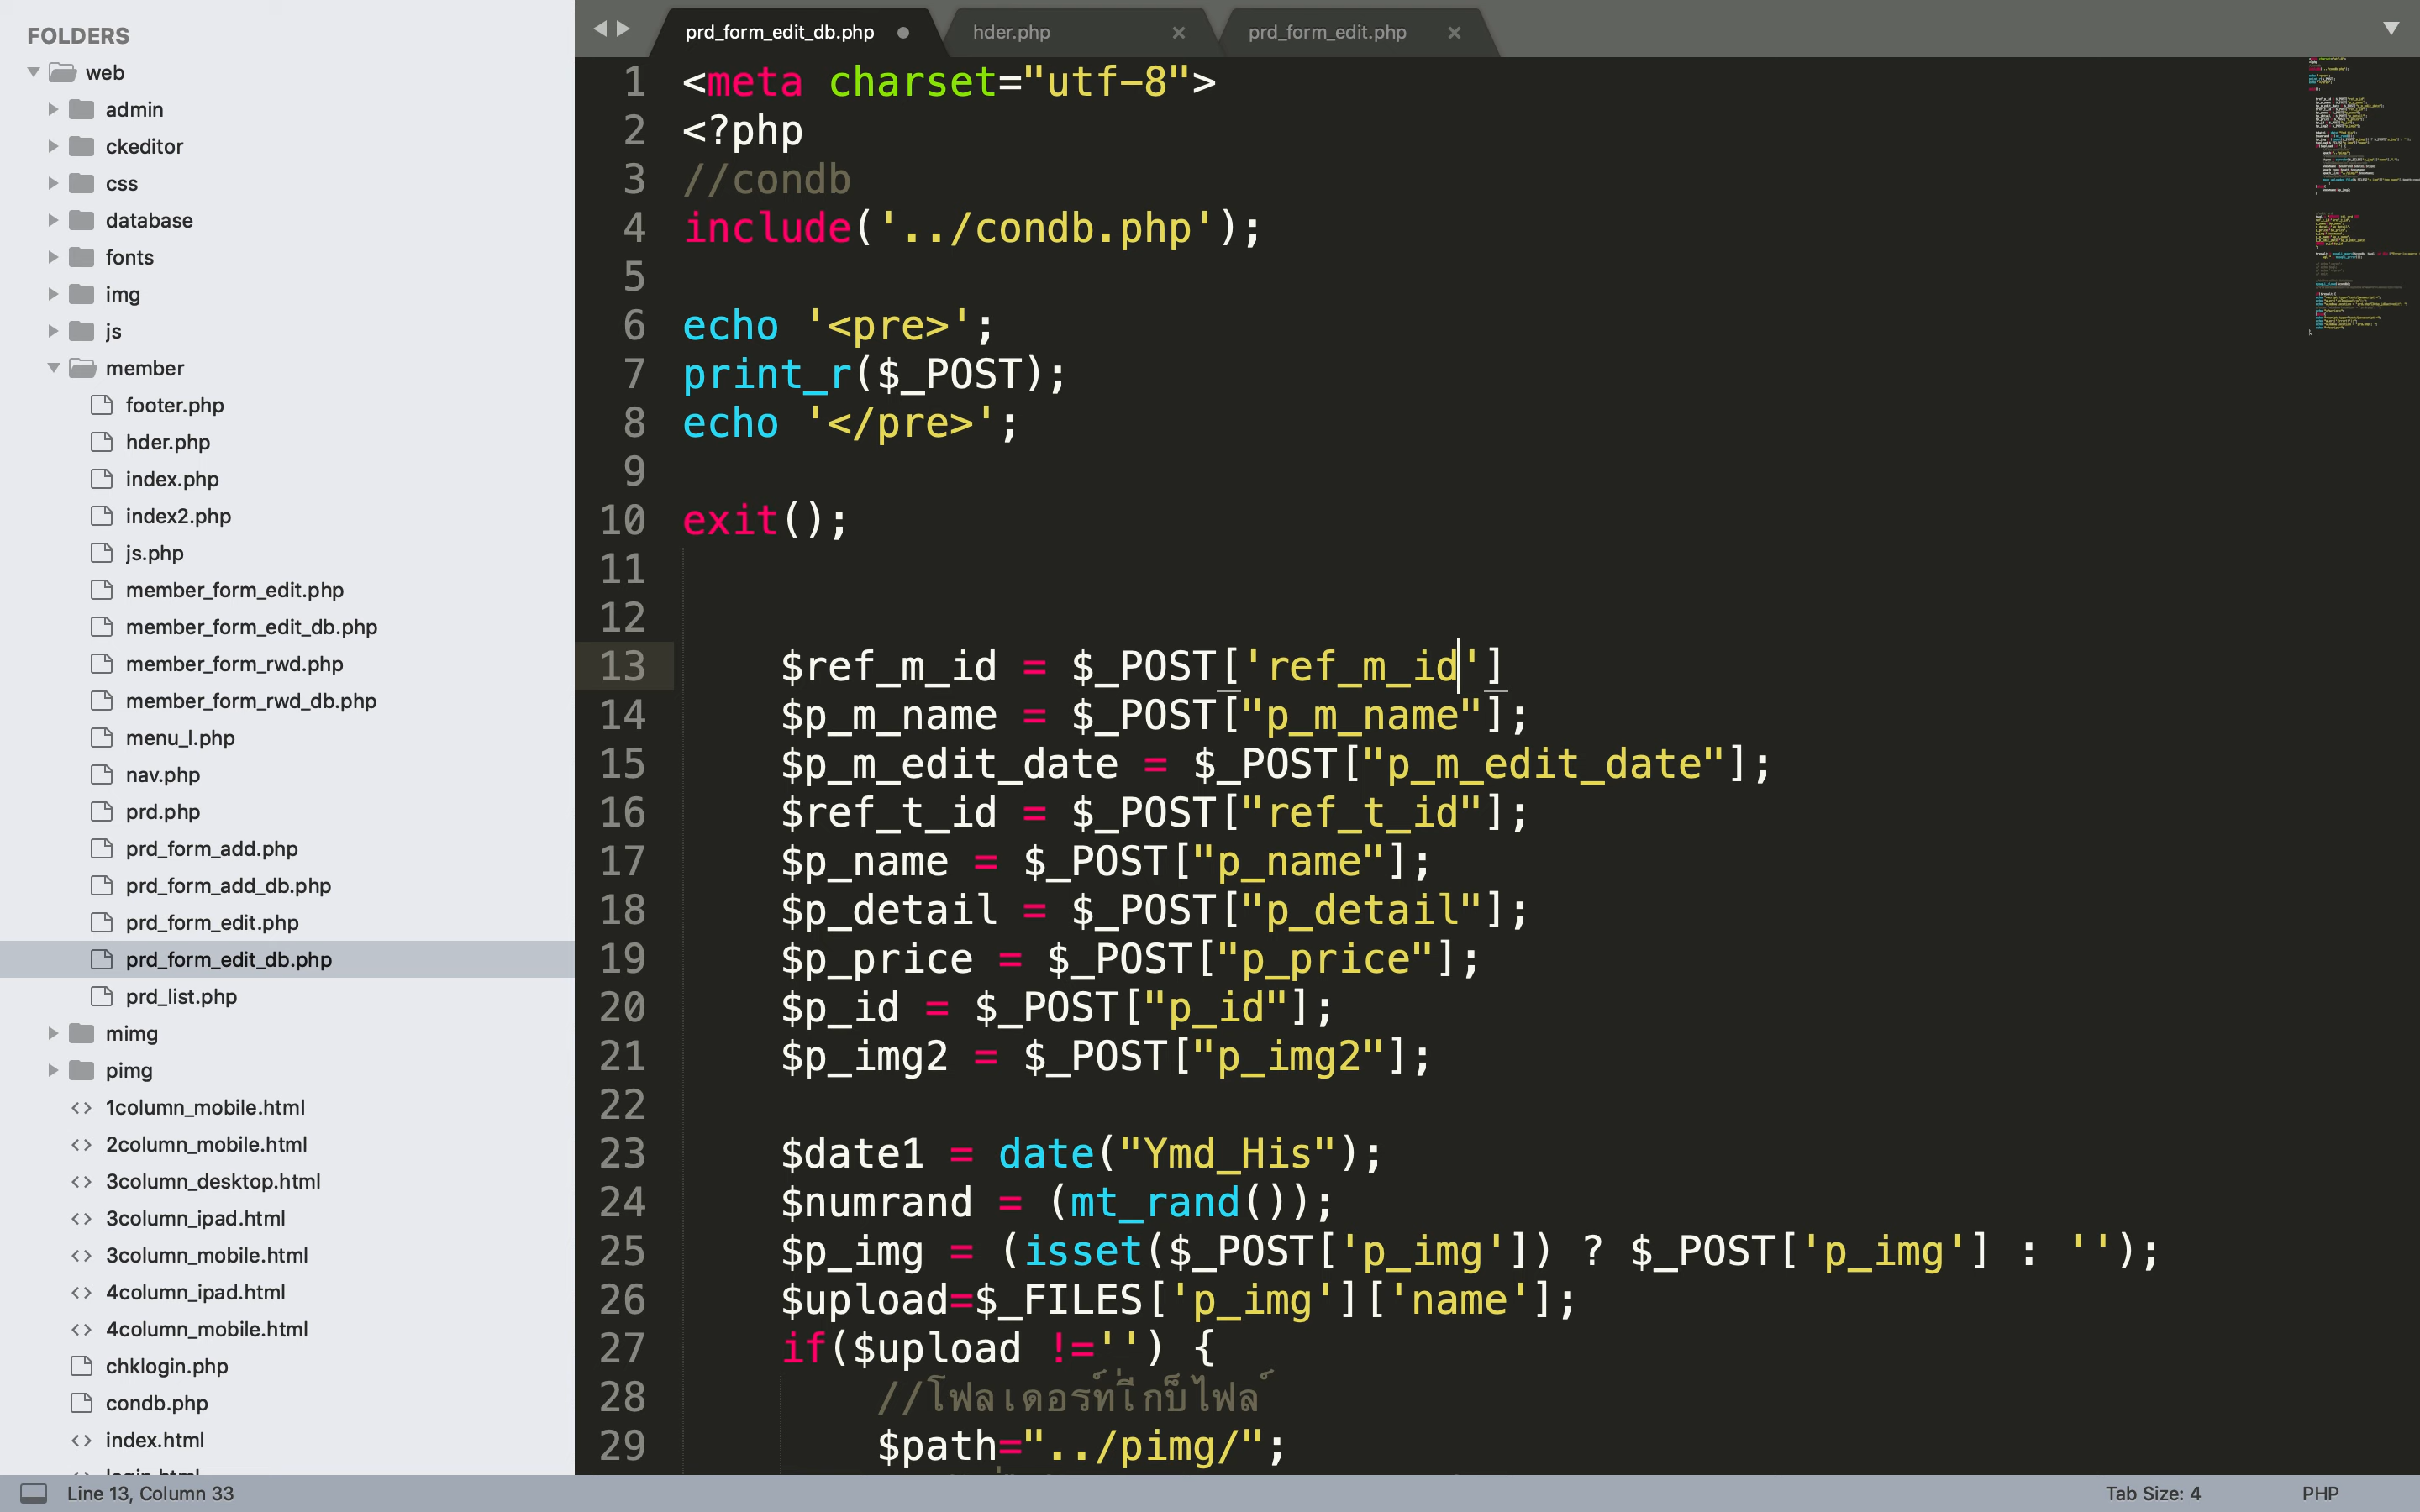 FOLDERS
web
admin
ckeditor
css
database
fonts
img
js
member
footer.php
hder.php
index.php
index2.php
js.php
member_form_edit.php
member_form_edit_db.php
member_form_rwd.php
member_form_rwd_db.php
menu_l.php
nav.php
prd.php
prd_form_add.php
prd_form_add_db.php
prd_form_edit.php
prd_form_edit_db.php
prd_list.php
mimg
pimg
1column_mobile.html
2column_mobile.html
3column_desktop.html
3column_ipad.html
3column_mobile.html
4column_ipad.html
4column_mobile.html
chklogin.php
condb.php
index.html
prd_form_edit_db.php
hder.php
prd_form_edit.php
1 <meta charset="utf-8">
2 <?php
3 //condb
4 include('../condb.php');
5
6 echo '<pre>';
7 print_r($_POST);
8 echo '</pre>';
9
10 exit();
11
12
13 $ref_m_id = $_POST['ref_m_id']
14 $p_m_name = $_POST["p_m_name"];
15 $p_m_edit_date = $_POST["p_m_edit_date"];
16 $ref_t_id = $_POST["ref_t_id"];
17 $p_name = $_POST["p_name"];
18 $p_detail = $_POST["p_detail"];
19 $p_price = $_POST["p_price"];
20 $p_id = $_POST["p_id"];
21 $p_img2 = $_POST["p_img2"];
22
23 $date1 = date("Ymd_His");
24 $numrand = (mt_rand());
25 $p_img = (isset($_POST['p_img']) ? $_POST['p_img'] : '');
26 $upload=$_FILES['p_img']['name'];
27 if($upload !='') {
28 //โฟลเดอร์ที่เก็บไฟล์
29 $path="../pimg/";
Line 13, Column 33
Tab Size: 4
PHP